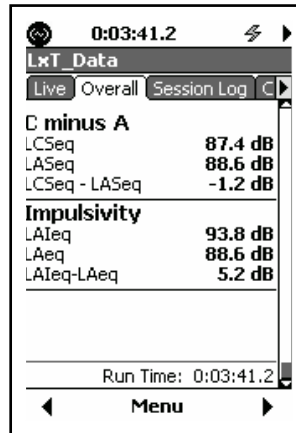 0:03:41.2
LxT_Data
Live Overall Session Log C
C minus A
LCSeq 87.4 dB
LASeq 88.6 dB
LCSeq - LASeq -1.2 dB
Impulsivity
LAIeq 93.8 dB
LAeq 88.6 dB
LAIeq-LAeq 5.2 dB
Run Time: 0:03:41.2
Menu